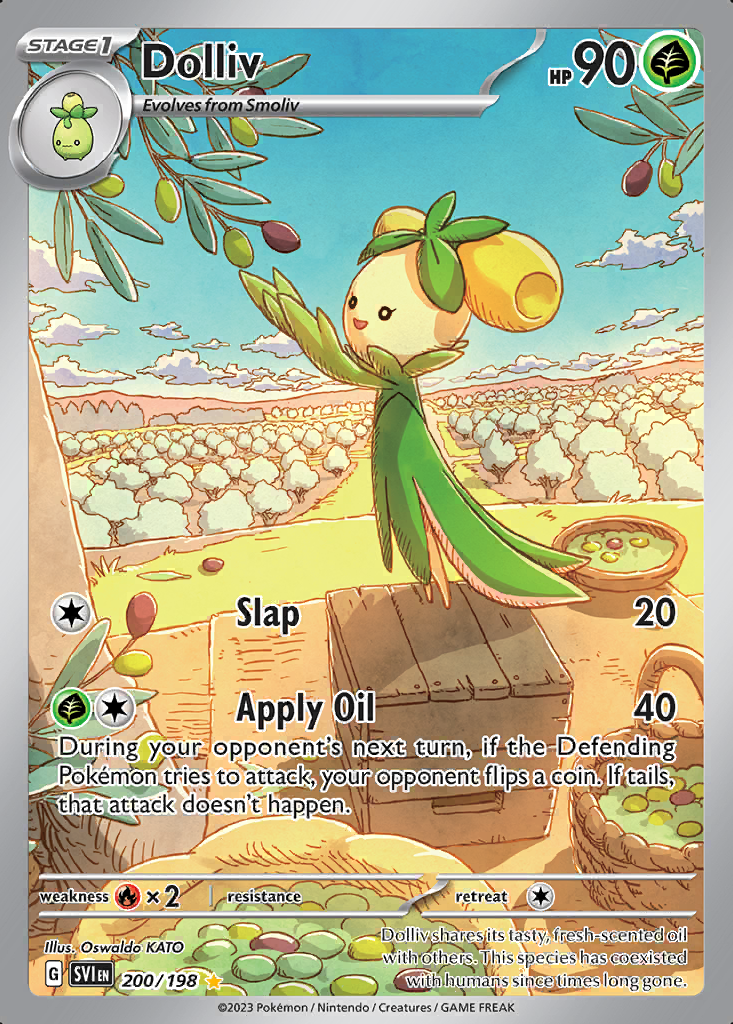 STAGE1
Dolliv
HP 90
Evolves from Smoliv
Slap 20
Apply Oil 40
During your opponent's next turn, if the Defending
Pokémon tries to attack, your opponent flips a coin. If tails,
that attack doesn't happen.
weakness ×2 resistance retreat
Illus. Oswaldo KATO
Dolliv shares its tasty, fresh-scented oil
with others. This species has coexisted
with humans since times long gone.
G SVI EN 200/198
©2023 Pokémon / Nintendo / Creatures / GAME FREAK